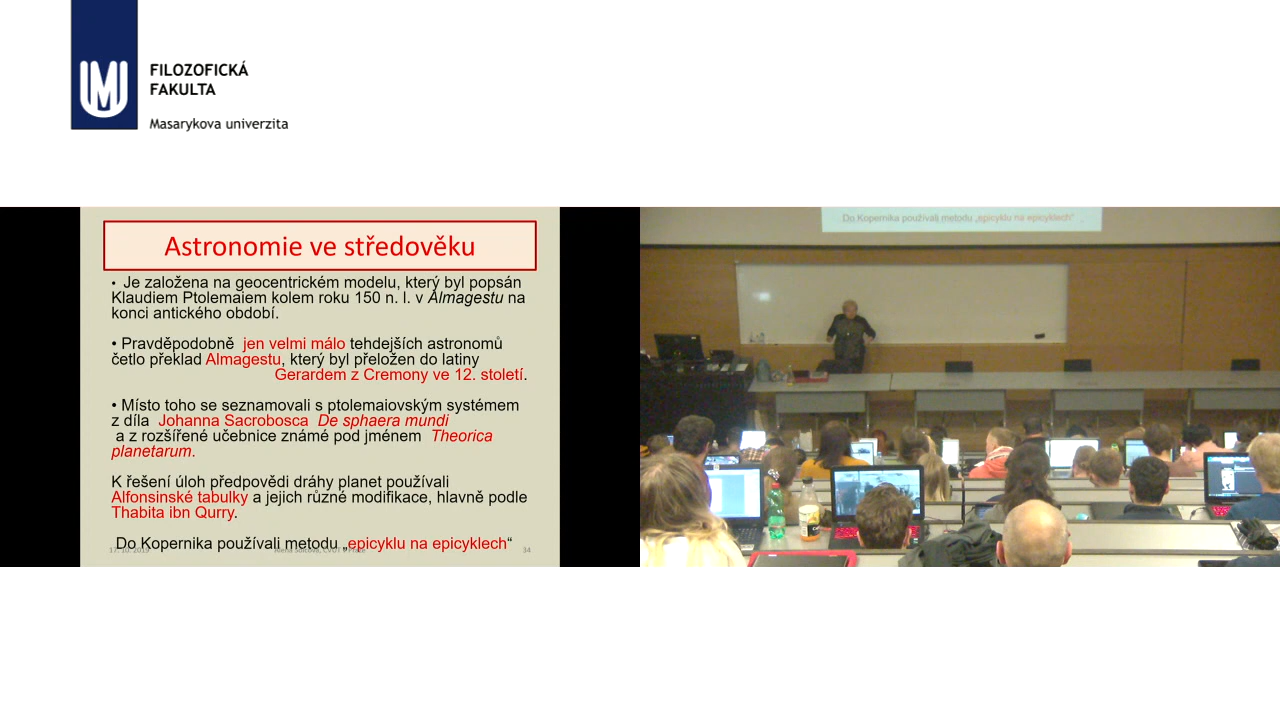 FILOZOFICKÁ
FAKULTA
Masarykova univerzita
Astronomie ve středověku
• Je založena na geocentrickém modelu, který byl popsán
Klaudiem Ptolemaiem kolem roku 150 n. l. v Almagestu na
konci antického období.
• Pravděpodobně jen velmi málo tehdejších astronomů
četlo překlad Almagestu, který byl přeložen do latiny
Gerardem z Cremony ve 12. století.
• Místo toho se seznamovali s ptolemaiovským systémem
z díla Johanna Sacrobosca De sphaera mundi
a z rozšířené učebnice známé pod jménem Theorica
planetarum.
K řešení úloh předpovědi dráhy planet používali
Alfonsinské tabulky a jejich různé modifikace, hlavně podle
Thabita ibn Qurry.
Do Kopernika používali metodu „epicyklu na epicyklech“
34
Do Kopernika používali metodu „epicyklu na epicyklech“